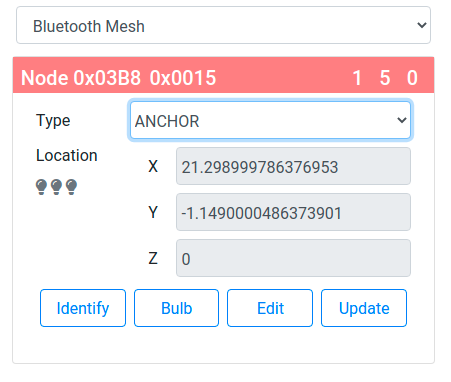 Bluetooth Mesh
Node 0x03B8 0x0015 1 5 0
Type ANCHOR
Location
X 21.298999786376953
Y -1.1490000486373901
Z 0
Identify Bulb Edit Update